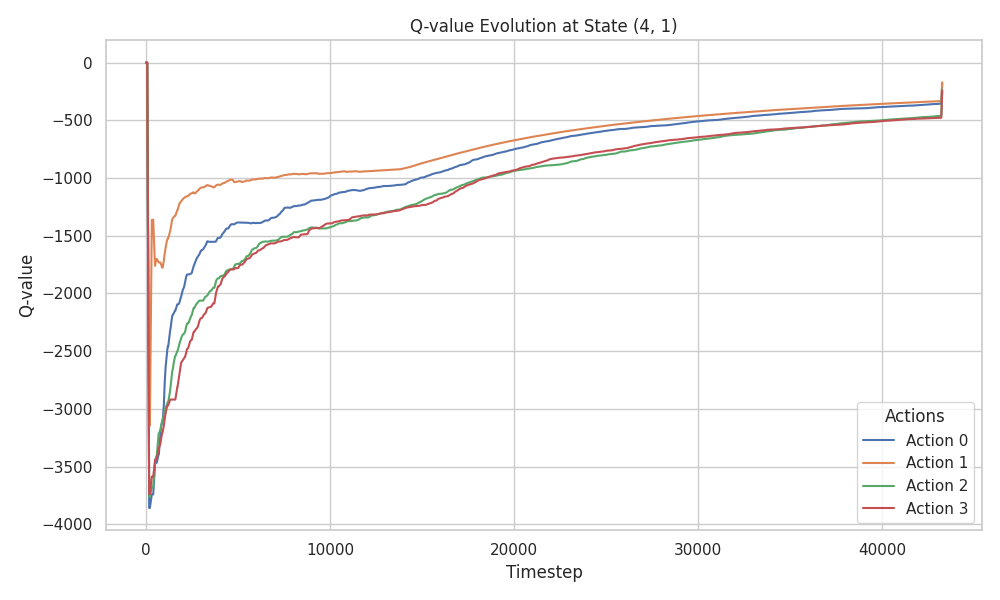 Q-value Evolution at State (4, 1)
0
−500
−1000
−1500
−2000
−2500
−3000
−3500
−4000
Q-value
0
10000
20000
30000
40000
Timestep
Actions
Action 0
Action 1
Action 2
Action 3